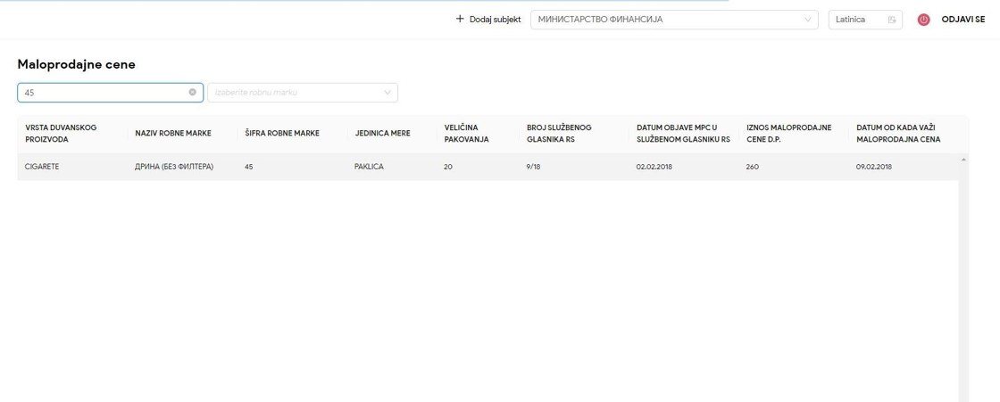 + Dodaj subjekt МИНИСТАРСТВО ФИНАНСИЈА Latinica ODJAVI SE
Maloprodajne cene
45 Izaberite robnu marku
VRSTA DUVANSKOG PROIZVODA NAZIV ROBNE MARKE ŠIFRA ROBNE MARKE JEDINICA MERE VELIČINA PAKOVANJA BROJ SLUŽBENOG GLASNIKA RS DATUM OBJAVE MPC U SLUŽBENOM GLASNIKU RS IZNOS MALOPRODAJNE CENE D.P. DATUM OD KADA VAŽI MALOPRODAJNA CENA
CIGARETE ДРИНА (БЕЗ ФИЛТЕРА) 45 PAKLICA 20 9/18 02.02.2018 260 09.02.2018